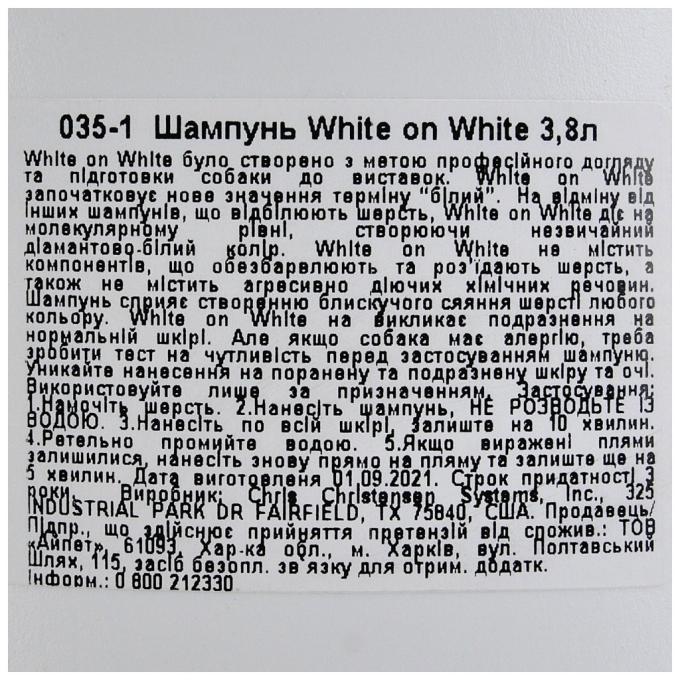 035-1 Шампунь White on White 3,8л
White on White було створено з метою професійного догляду
та підготовки собаки до виставок. White on White
започатковує нове значення терміну "білий". На відміну від
інших шампунів, що відбілюють шерсть, White on White діє на
молекулярному рівні, створюючи незвичайний
діамантово-білий колір. White on White не містить
компонентів, що обезбарвлюють та роз'їдають шерсть, а
також не містить агресивно діючих хімічних речовин.
Шампунь сприяє створенню блискучого сяяння шерсті любого
кольору. White on White на викликає подразнення на
нормальній шкірі. Але якщо собака має алергію, треба
зробити тест на чутливість перед застосуванням шампуню.
Уникайте нанесення на поранену та подразнену шкіру та очі.
Використовуйте лише за призначенням. Застосування:
1.Намочіть шерсть. 2.Нанесіть шампунь, НЕ РОЗВОДЬТЕ ІЗ
ВОДОЮ. 3.Нанесіть по всій шкірі, залиште на 10 хвилин.
4.Ретельно промийте водою. 5.Якщо виражені плями
залишилися, нанесіть знову прямо на пляму та залиште ще на
5 хвилин. Дата виготовленя 01.09.2021. Строк придатності 3
роки. Виробник: Chris Christensen Systems, Inc., 325
INDUSTRIAL PARK DR FAIRFIELD, TX 75840, США. Продавець/
Підпр., що здійснює прийняття претензій від спожив.: ТОВ
«Айпет», 61093, Хар-ка обл., м. Харків, вул. Полтавський
Шлях, 115, засіб безопл. зв'язку для отрим. додатк.
Інформ.: 0 800 212330